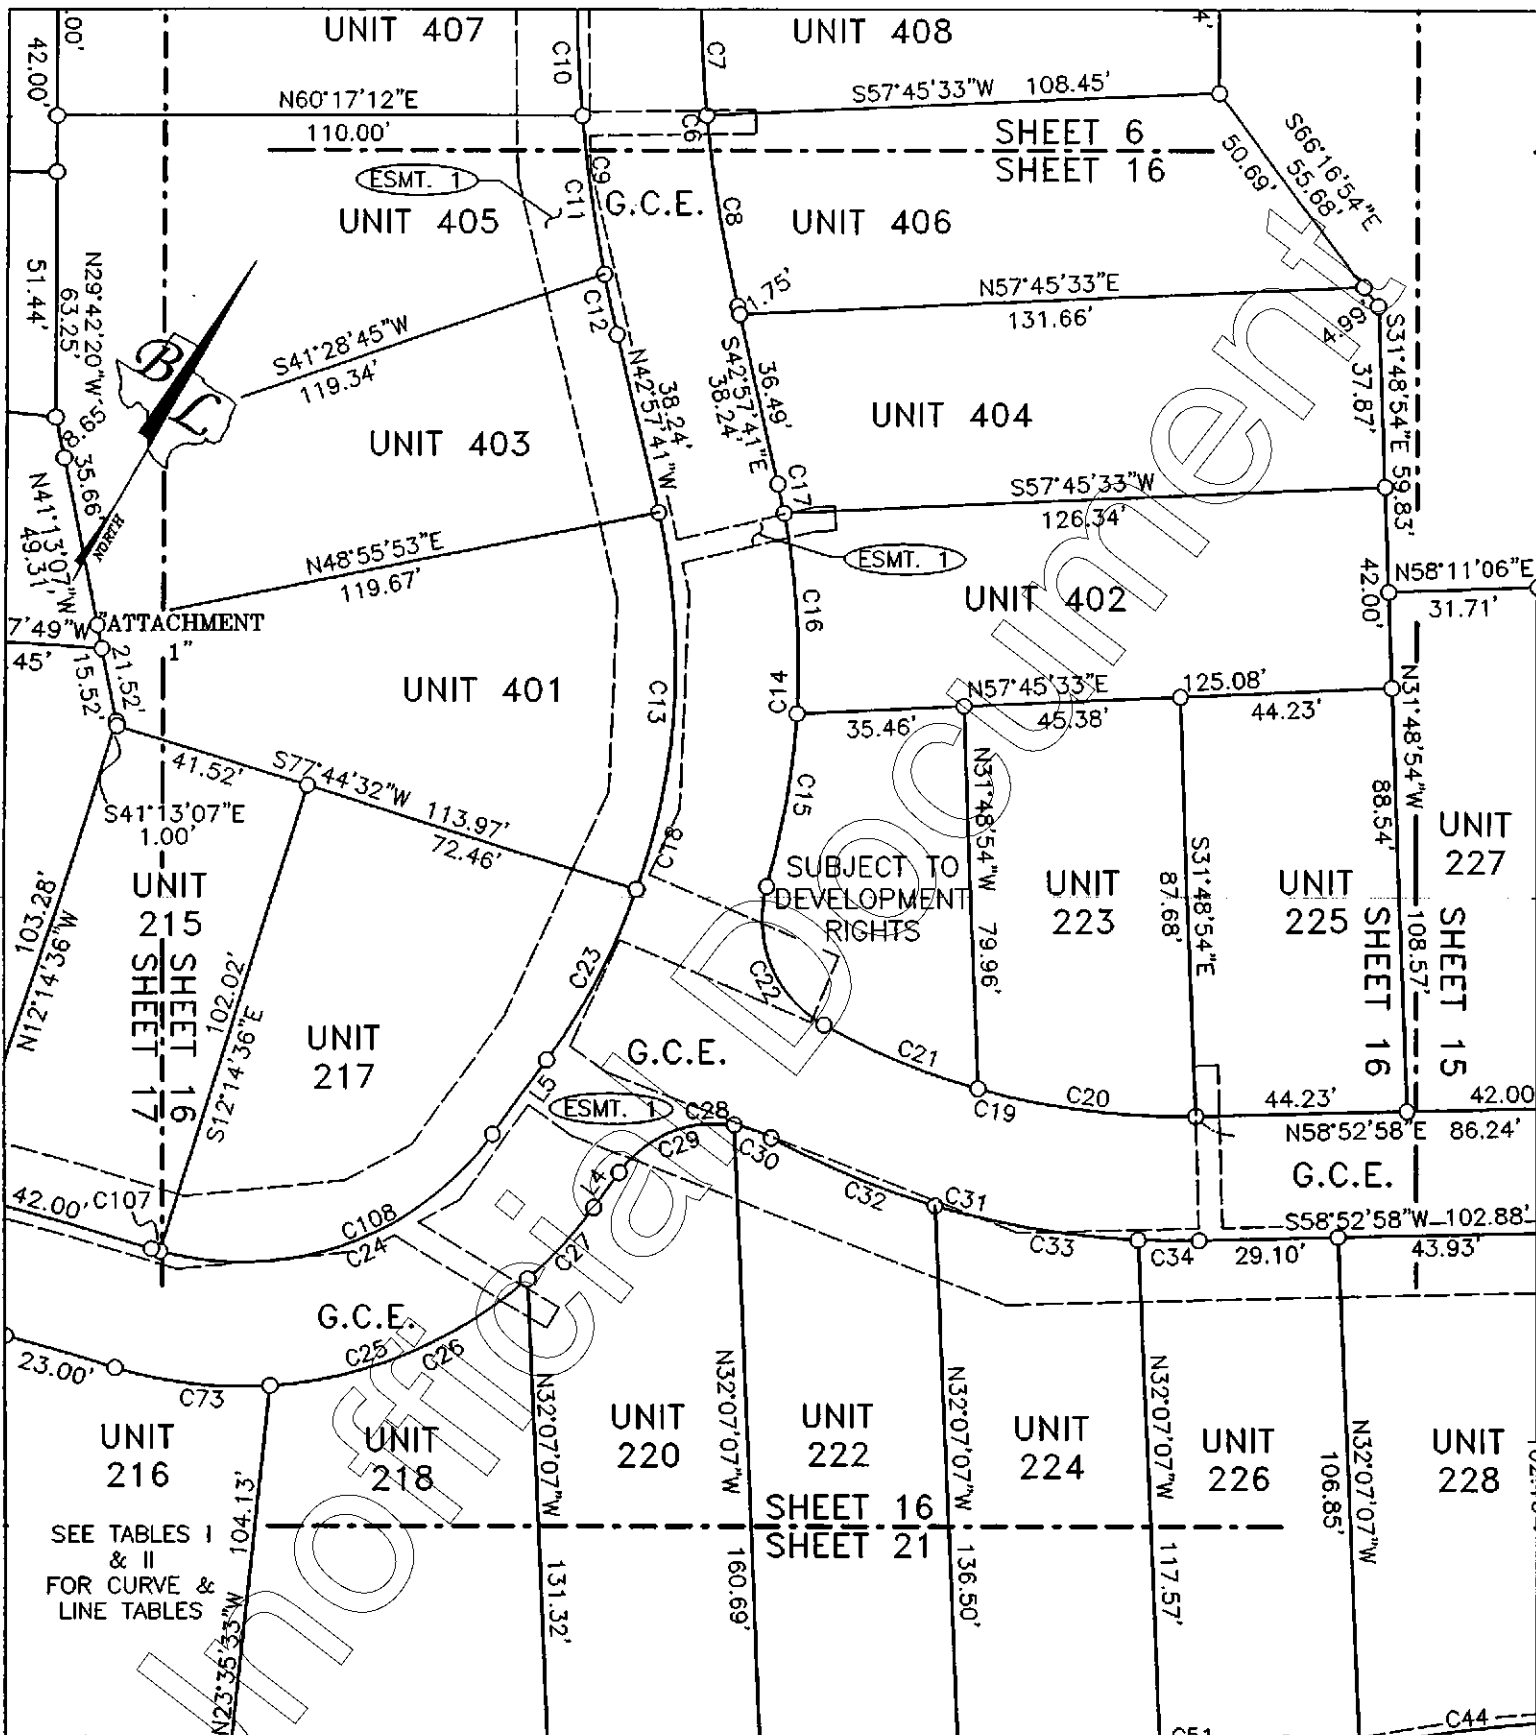 00'
42.00'
UNIT 407
C10
C7
UNIT 408
4'
N60°17'12"E
110.00'
S57°45'33"W 108.45'
C6
SHEET 6
SHEET 16
S66°16'54"E
55.68'
50.69'
ESMT. 1
C9
C11
G.C.E.
UNIT 405
C8
UNIT 406
N29°42'20"W
63.25'
51.44'
1.75'
N57°45'33"E
131.66'
4.99'
B
L
NORTH
S41°28'45"W
119.34'
C12
38.24'
N42°57'41"W
36.49'
S42°57'41"E
38.24'
S31°48'54"E 59.83'
37.87'
UNIT 403
UNIT 404
8.65'
35.66'
N41°13'07"W
49.31'
C17
S57°45'33"W
126.34'
N48°55'53"E
119.67'
ESMT. 1
42.00'
N58°11'06"E
31.71'
UNIT 402
C16
7'49"W
45'
ATTACHMENT
1"
21.52'
15.52'
UNIT 401
C13
C14
N57°45'33"E
125.08'
35.46'
45.38'
44.23'
N31°48'54"W
108.57'
88.54'
41.52'
S77°44'32"W 113.97'
72.46'
S41°13'07"E
1.00'
C18
C15
N31°48'54"W 79.96'
S31°48'54"E
87.68'
UNIT
227
SUBJECT TO
DEVELOPMENT
RIGHTS
UNIT
223
UNIT
225
SHEET 16
SHEET 15
103.28'
N12°14'36"W
UNIT
215
SHEET 16
SHEET 17
102.02'
S12°14'36"E
UNIT
217
C23
C22
G.C.E.
C21
L5
ESMT. 1
C28
C29
C30
C19
C20
44.23'
42.00
N58°52'58"E 86.24'
G.C.E.
42.00'
C107
C108
C24
L4
C27
C32
C31
C33
C34
S58°52'58"W 102.88'
29.10'
43.93'
G.C.E.
C25
C26
23.00'
C73
UNIT
216
UNIT
218
UNIT
220
UNIT
222
UNIT
224
UNIT
226
UNIT
228
N32°07'07"W
131.32'
N32°07'07"W
160.69'
N32°07'07"W
136.50'
N32°07'07"W
117.57'
N32°07'07"W
106.85'
SHEET 16
SHEET 21
SEE TABLES I
& II
FOR CURVE &
LINE TABLES
N23°35'33"W 104.13'
C51
C44
Unofficial Document